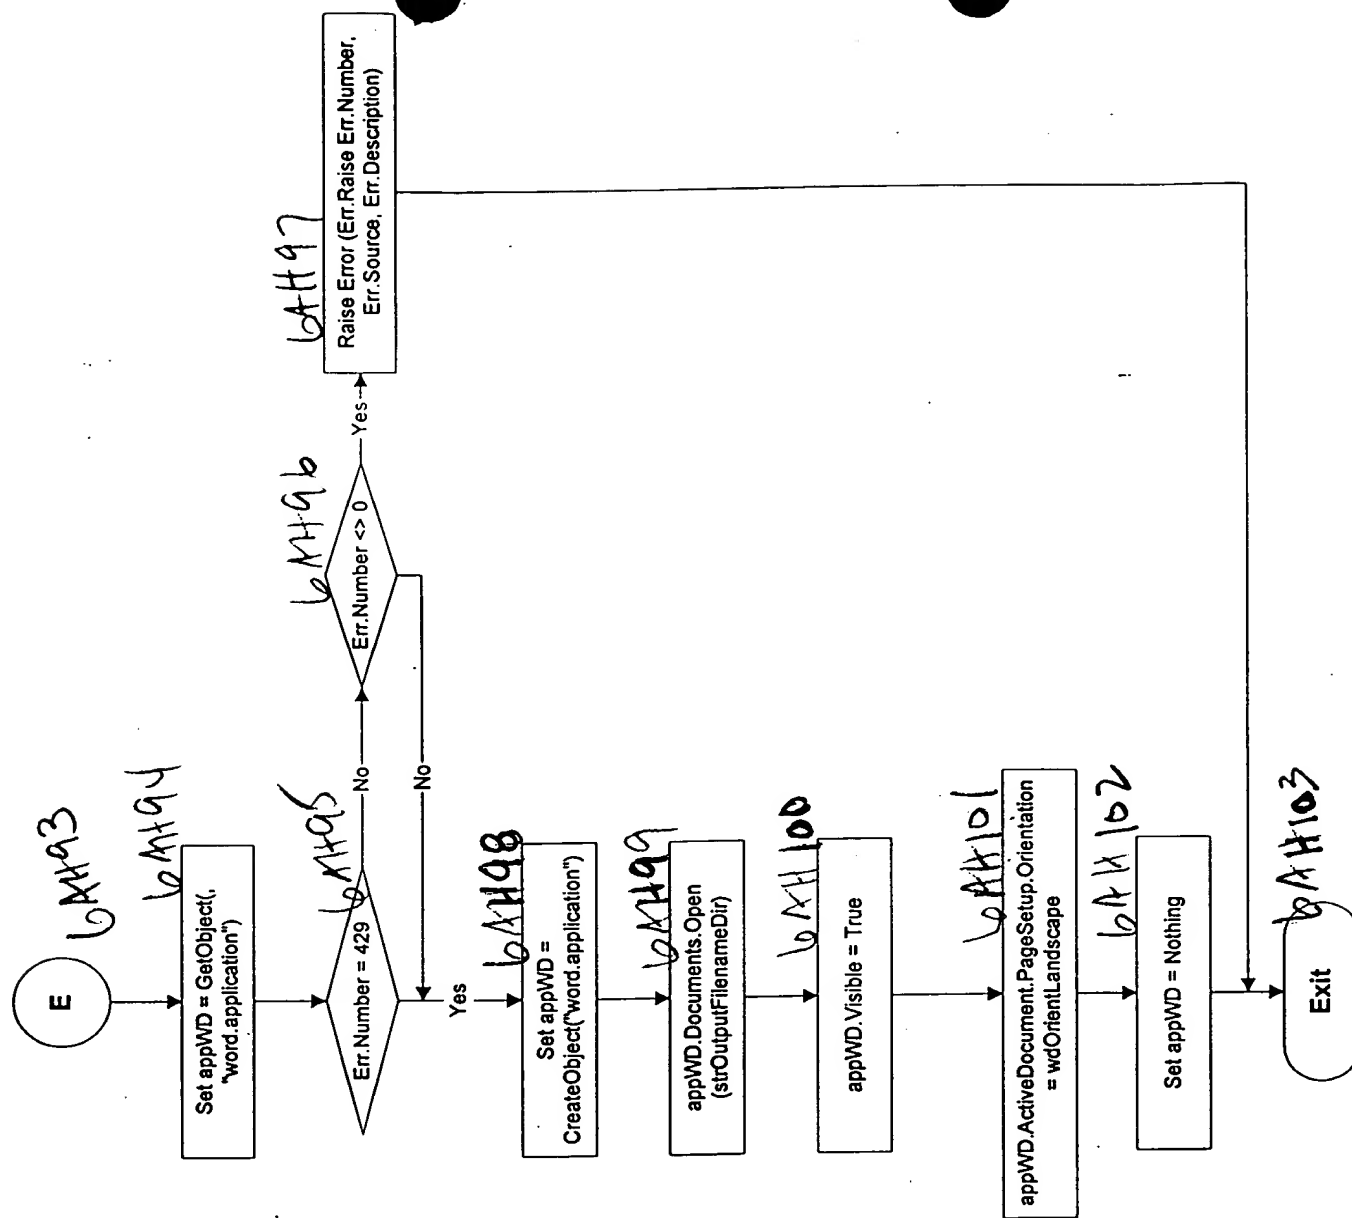 6AH93
E
6AH94
Set appWD = GetObject(,
"word.application")
6AH95
Err.Number = 429
No
6AH96
Err.Number <> 0
Yes
6AH97
Raise Error (Err.Raise Err.Number,
Err.Source, Err.Description)
No
Yes
6AH98
Set appWD =
CreateObject("word.application")
6AH99
appWD.Documents.Open
(strOutputFilenameDir)
6AH100
appWD.Visible = True
6AH101
appWD.ActiveDocument.PageSetup.Orientation
= wdOrientLandscape
6AH102
Set appWD = Nothing
6AH103
Exit